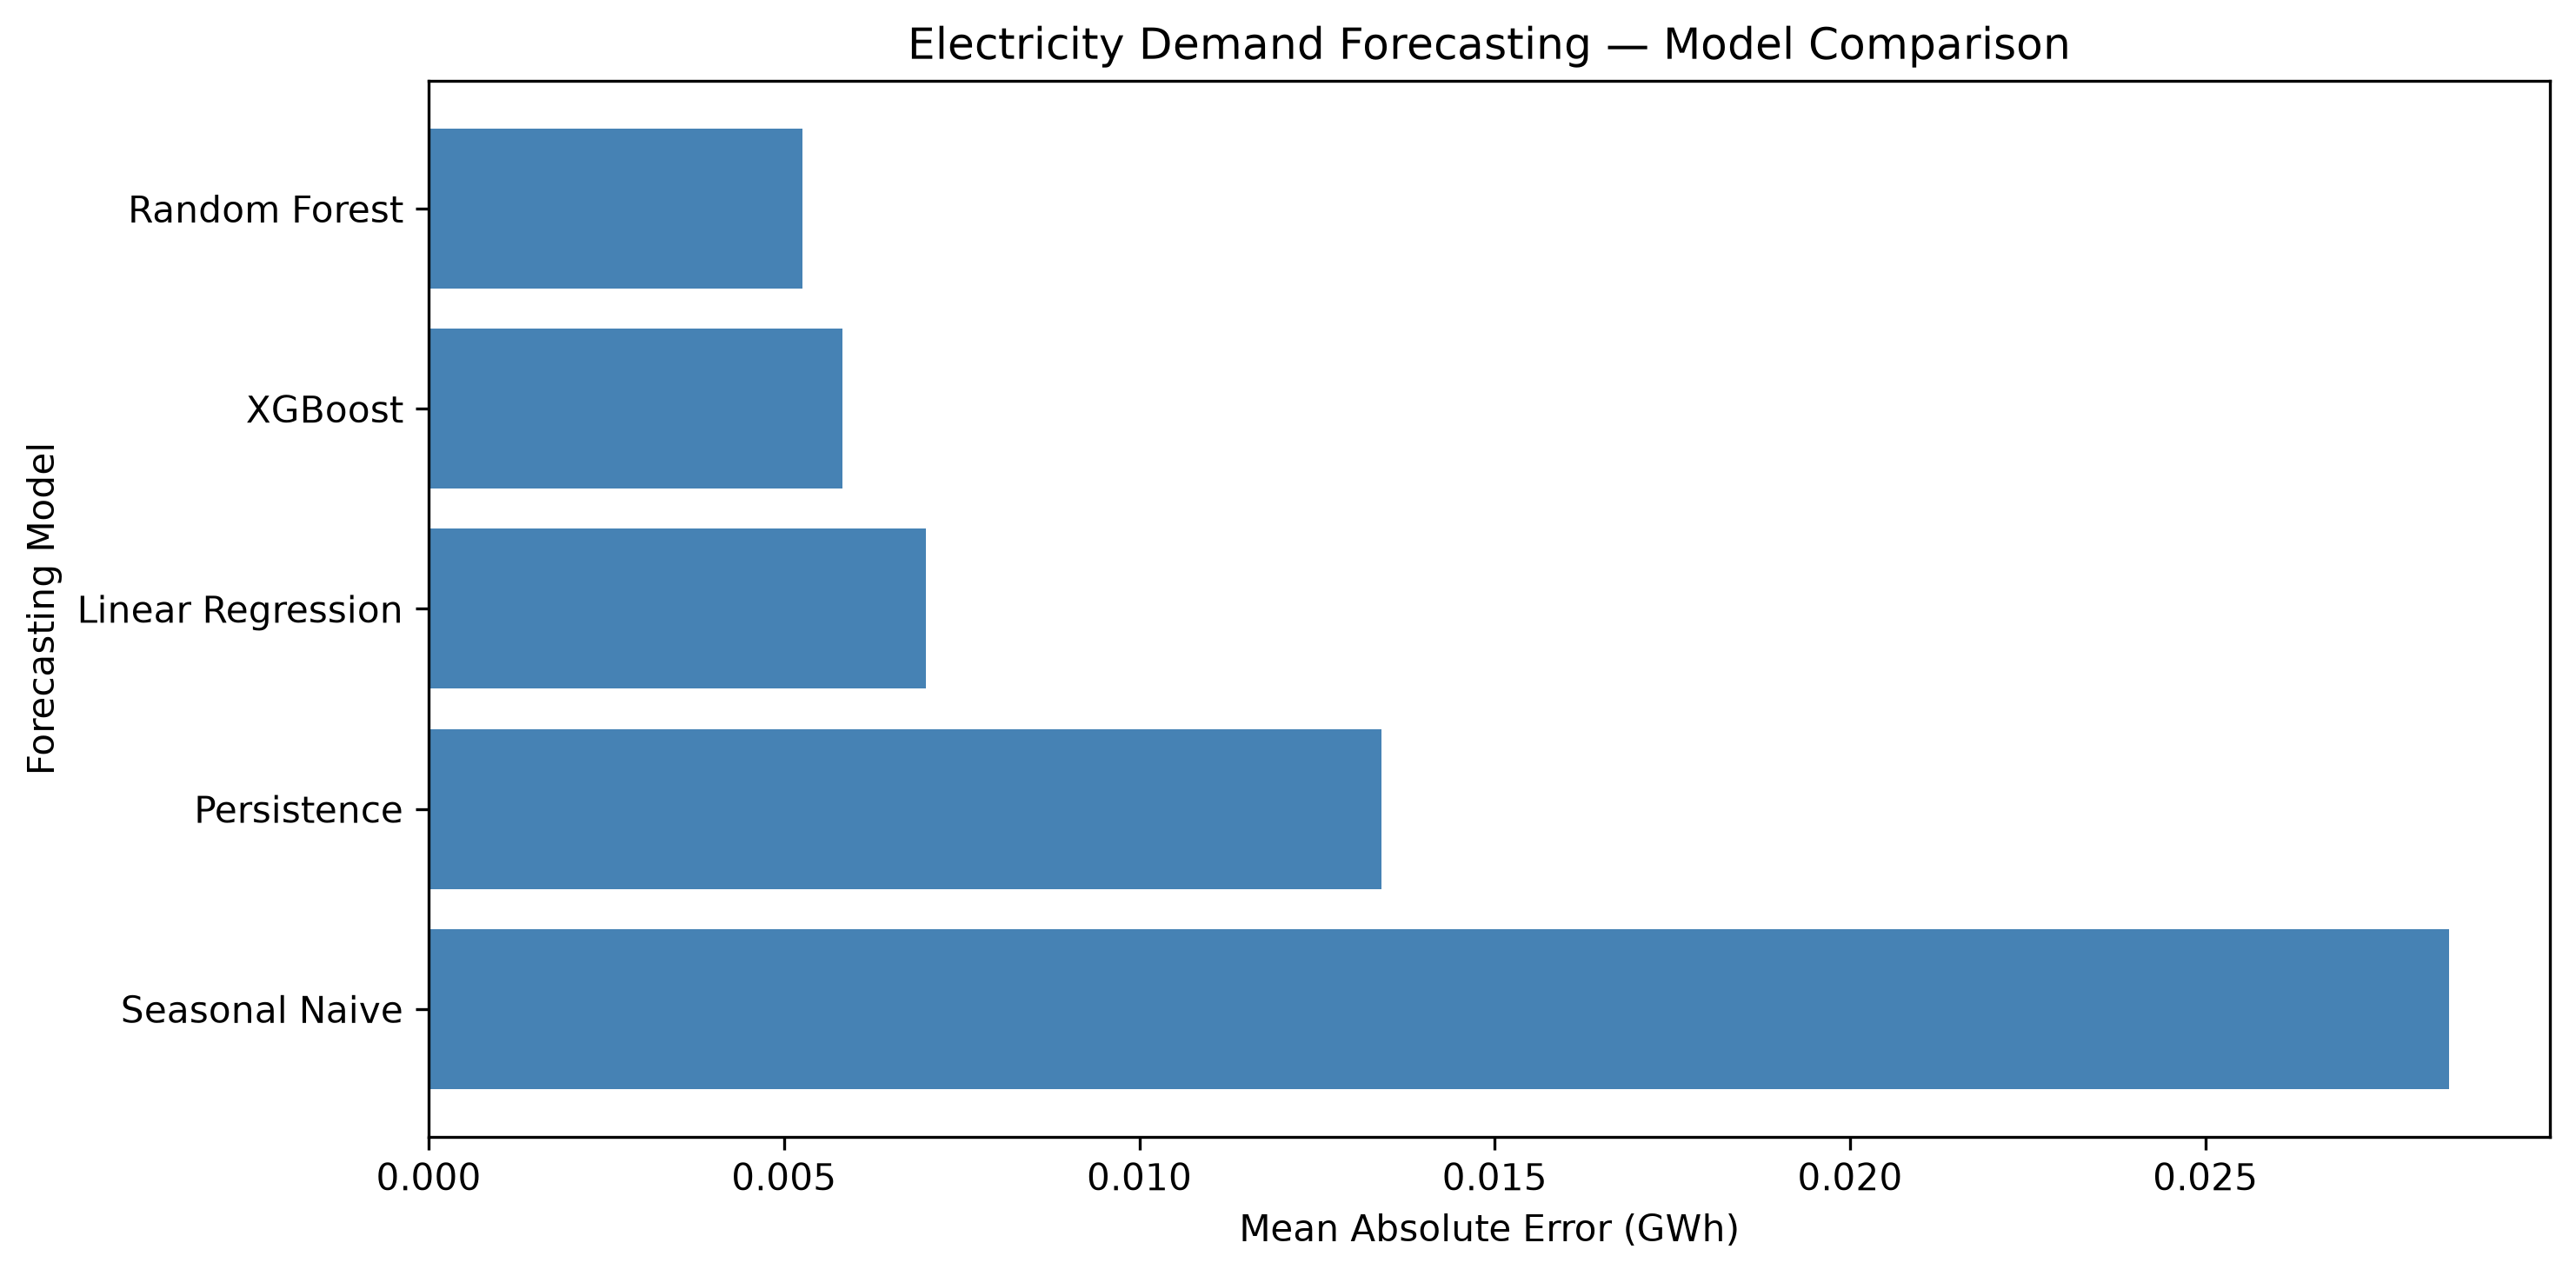 Electricity Demand Forecasting — Model Comparison
Forecasting Model
Random Forest
XGBoost
Linear Regression
Persistence
Seasonal Naive
0.000 0.005 0.010 0.015 0.020 0.025
Mean Absolute Error (GWh)